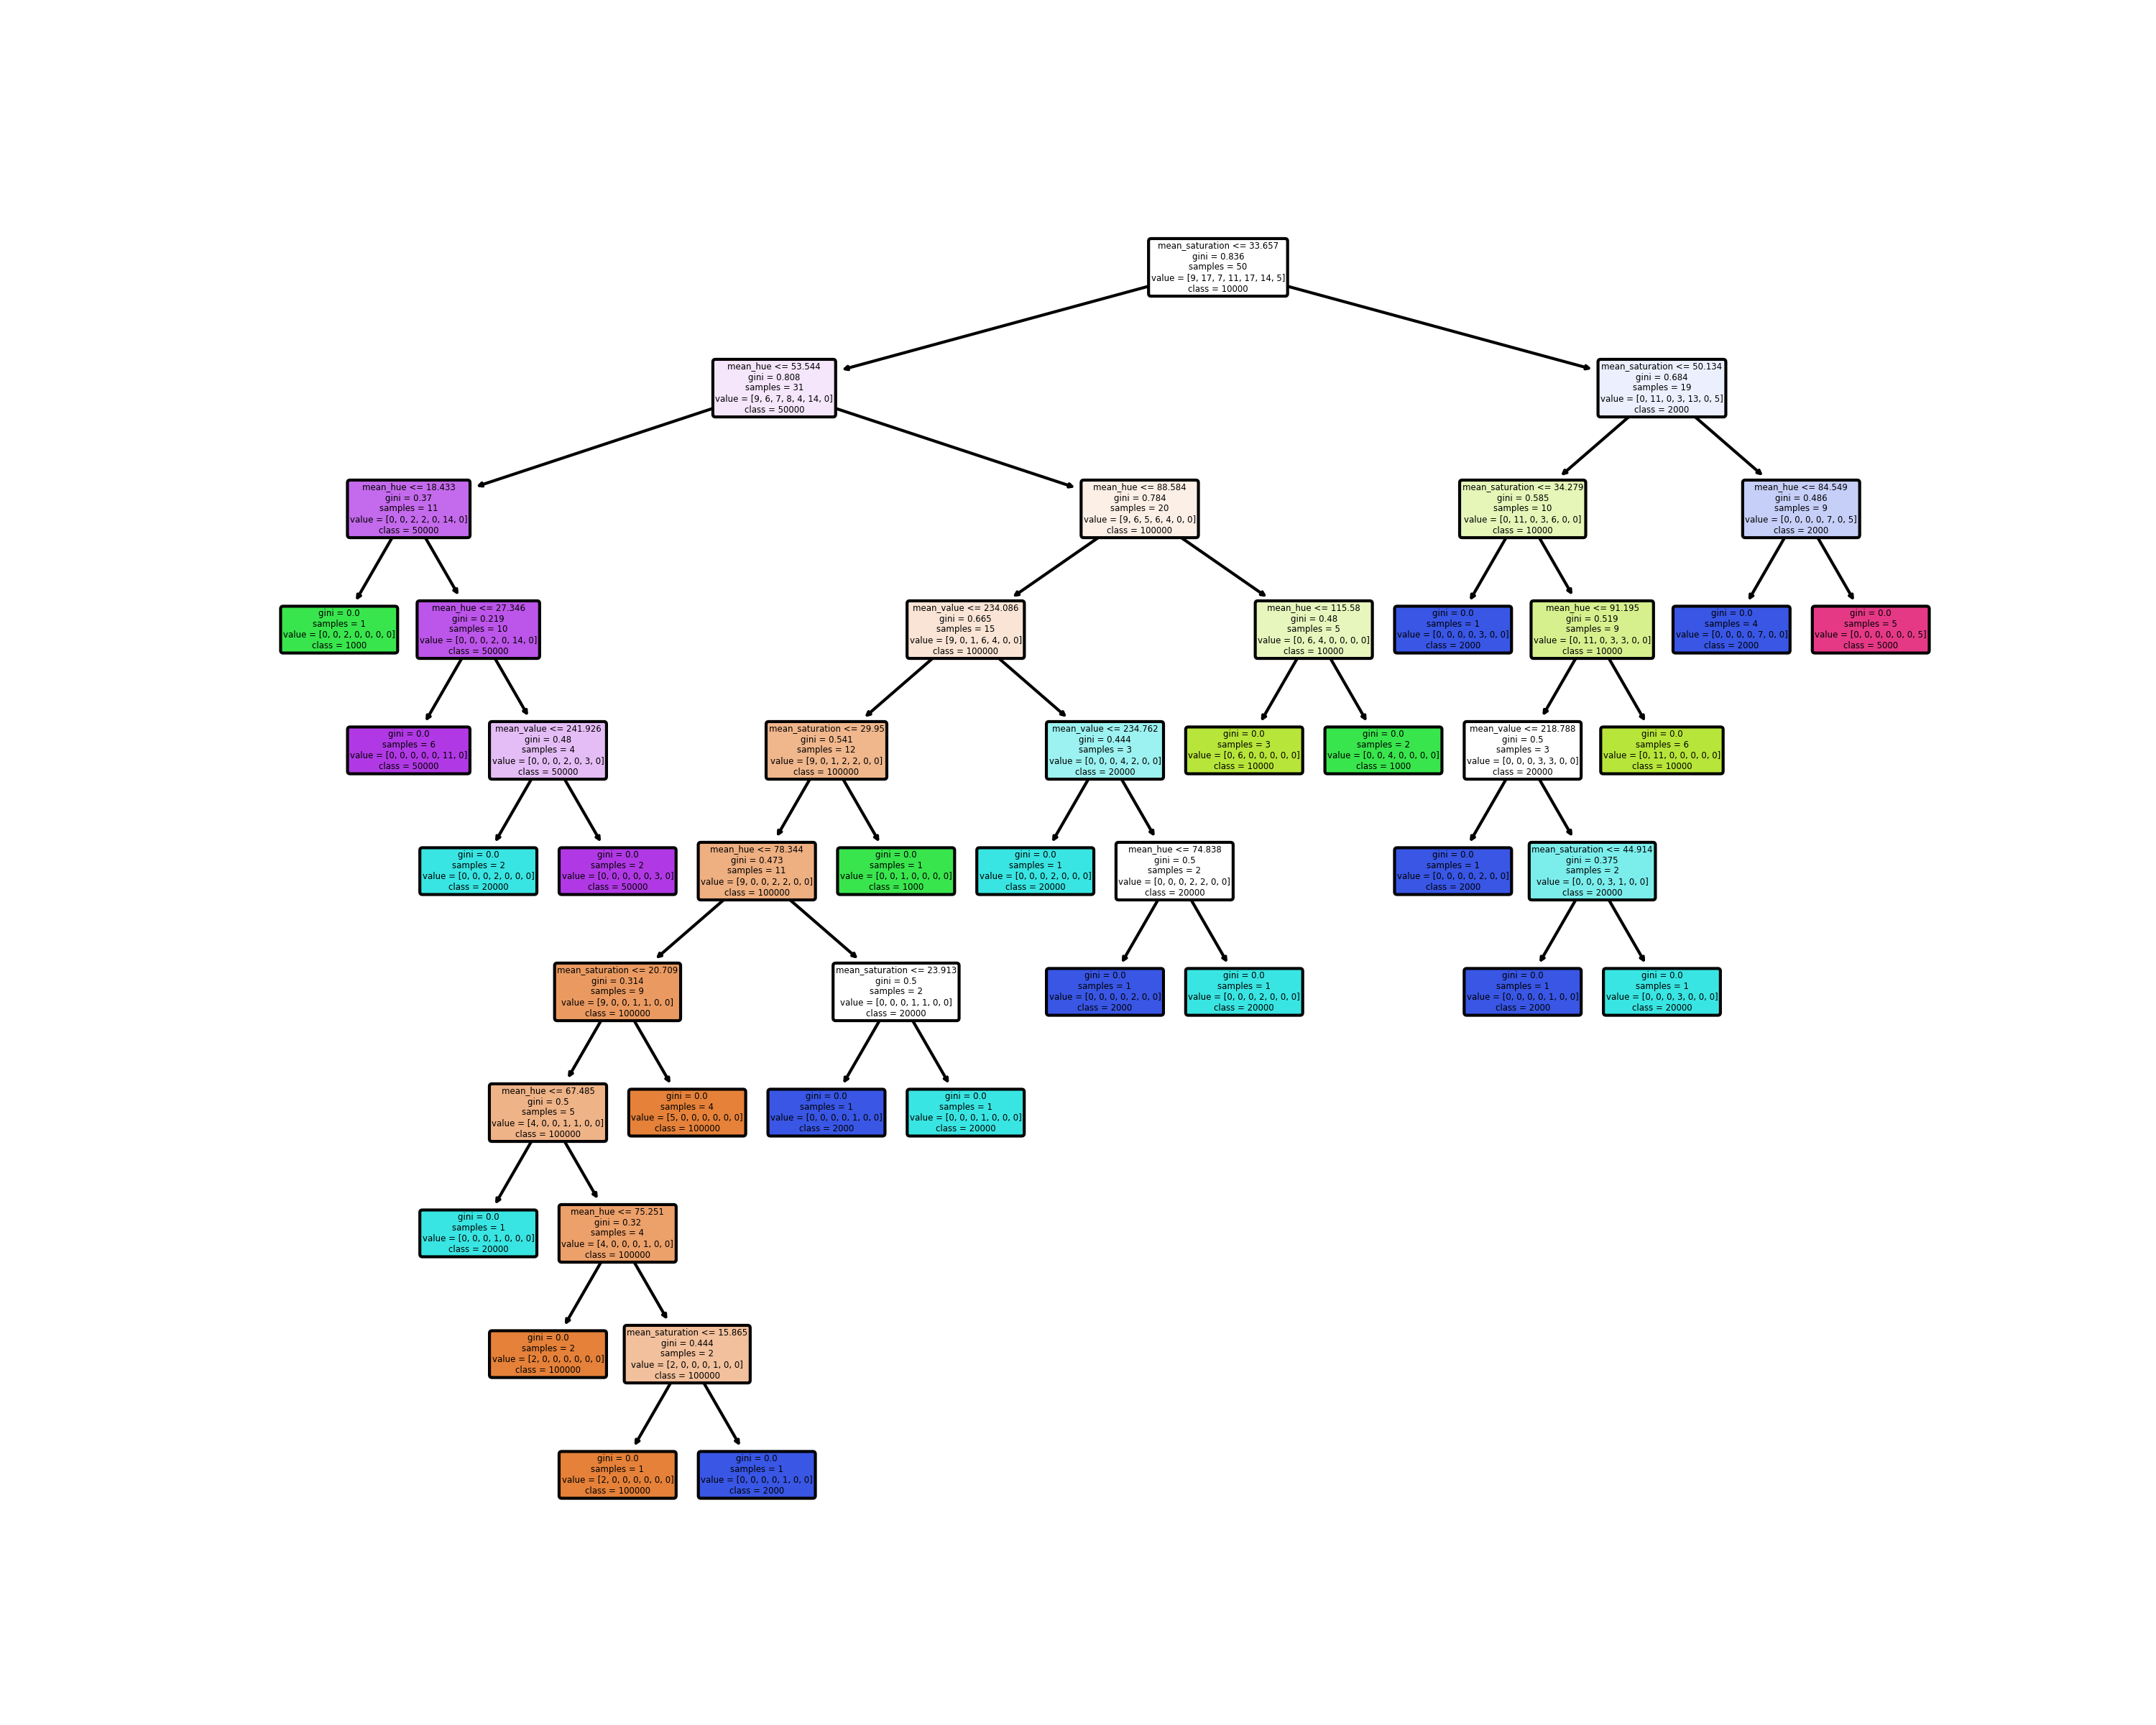 mean_saturation <= 33.657
gini = 0.836
samples = 50
value = [9, 17, 7, 11, 17, 14, 5]
class = 10000
mean_hue <= 53.544
gini = 0.808
samples = 31
value = [9, 6, 7, 8, 4, 14, 0]
class = 50000
mean_saturation <= 50.134
gini = 0.684
samples = 19
value = [0, 11, 0, 3, 13, 0, 5]
class = 2000
mean_hue <= 18.433
gini = 0.37
samples = 11
value = [0, 0, 2, 2, 0, 14, 0]
class = 50000
mean_hue <= 88.584
gini = 0.784
samples = 20
value = [9, 6, 5, 6, 4, 0, 0]
class = 100000
mean_saturation <= 34.279
gini = 0.585
samples = 10
value = [0, 11, 0, 3, 6, 0, 0]
class = 10000
mean_hue <= 84.549
gini = 0.486
samples = 9
value = [0, 0, 0, 0, 7, 0, 5]
class = 2000
gini = 0.0
samples = 1
value = [0, 0, 2, 0, 0, 0, 0]
class = 1000
mean_hue <= 27.346
gini = 0.219
samples = 10
value = [0, 0, 0, 2, 0, 14, 0]
class = 50000
mean_value <= 234.086
gini = 0.665
samples = 15
value = [9, 0, 1, 6, 4, 0, 0]
class = 100000
mean_hue <= 115.58
gini = 0.48
samples = 5
value = [0, 6, 4, 0, 0, 0, 0]
class = 10000
gini = 0.0
samples = 1
value = [0, 0, 0, 0, 3, 0, 0]
class = 2000
mean_hue <= 91.195
gini = 0.519
samples = 9
value = [0, 11, 0, 3, 3, 0, 0]
class = 10000
gini = 0.0
samples = 4
value = [0, 0, 0, 0, 7, 0, 0]
class = 2000
gini = 0.0
samples = 5
value = [0, 0, 0, 0, 0, 0, 5]
class = 5000
gini = 0.0
samples = 6
value = [0, 0, 0, 0, 0, 11, 0]
class = 50000
mean_value <= 241.926
gini = 0.48
samples = 4
value = [0, 0, 0, 2, 0, 3, 0]
class = 50000
mean_saturation <= 29.95
gini = 0.541
samples = 12
value = [9, 0, 1, 2, 2, 0, 0]
class = 100000
mean_value <= 234.762
gini = 0.444
samples = 3
value = [0, 0, 0, 4, 2, 0, 0]
class = 20000
gini = 0.0
samples = 3
value = [0, 6, 0, 0, 0, 0, 0]
class = 10000
gini = 0.0
samples = 2
value = [0, 0, 4, 0, 0, 0, 0]
class = 1000
mean_value <= 218.788
gini = 0.5
samples = 3
value = [0, 0, 0, 3, 3, 0, 0]
class = 20000
gini = 0.0
samples = 6
value = [0, 11, 0, 0, 0, 0, 0]
class = 10000
gini = 0.0
samples = 2
value = [0, 0, 0, 2, 0, 0, 0]
class = 20000
gini = 0.0
samples = 2
value = [0, 0, 0, 0, 0, 3, 0]
class = 50000
mean_hue <= 78.344
gini = 0.473
samples = 11
value = [9, 0, 0, 2, 2, 0, 0]
class = 100000
gini = 0.0
samples = 1
value = [0, 0, 1, 0, 0, 0, 0]
class = 1000
gini = 0.0
samples = 1
value = [0, 0, 0, 2, 0, 0, 0]
class = 20000
mean_hue <= 74.838
gini = 0.5
samples = 2
value = [0, 0, 0, 2, 2, 0, 0]
class = 20000
gini = 0.0
samples = 1
value = [0, 0, 0, 0, 2, 0, 0]
class = 2000
mean_saturation <= 44.914
gini = 0.375
samples = 2
value = [0, 0, 0, 3, 1, 0, 0]
class = 20000
mean_saturation <= 20.709
gini = 0.314
samples = 9
value = [9, 0, 0, 1, 1, 0, 0]
class = 100000
mean_saturation <= 23.913
gini = 0.5
samples = 2
value = [0, 0, 0, 1, 1, 0, 0]
class = 20000
gini = 0.0
samples = 1
value = [0, 0, 0, 0, 2, 0, 0]
class = 2000
gini = 0.0
samples = 1
value = [0, 0, 0, 2, 0, 0, 0]
class = 20000
gini = 0.0
samples = 1
value = [0, 0, 0, 0, 1, 0, 0]
class = 2000
gini = 0.0
samples = 1
value = [0, 0, 0, 3, 0, 0, 0]
class = 20000
mean_hue <= 67.485
gini = 0.5
samples = 5
value = [4, 0, 0, 1, 1, 0, 0]
class = 100000
gini = 0.0
samples = 4
value = [5, 0, 0, 0, 0, 0, 0]
class = 100000
gini = 0.0
samples = 1
value = [0, 0, 0, 0, 1, 0, 0]
class = 2000
gini = 0.0
samples = 1
value = [0, 0, 0, 1, 0, 0, 0]
class = 20000
gini = 0.0
samples = 1
value = [0, 0, 0, 1, 0, 0, 0]
class = 20000
mean_hue <= 75.251
gini = 0.32
samples = 4
value = [4, 0, 0, 0, 1, 0, 0]
class = 100000
gini = 0.0
samples = 2
value = [2, 0, 0, 0, 0, 0, 0]
class = 100000
mean_saturation <= 15.865
gini = 0.444
samples = 2
value = [2, 0, 0, 0, 1, 0, 0]
class = 100000
gini = 0.0
samples = 1
value = [2, 0, 0, 0, 0, 0, 0]
class = 100000
gini = 0.0
samples = 1
value = [0, 0, 0, 0, 1, 0, 0]
class = 2000